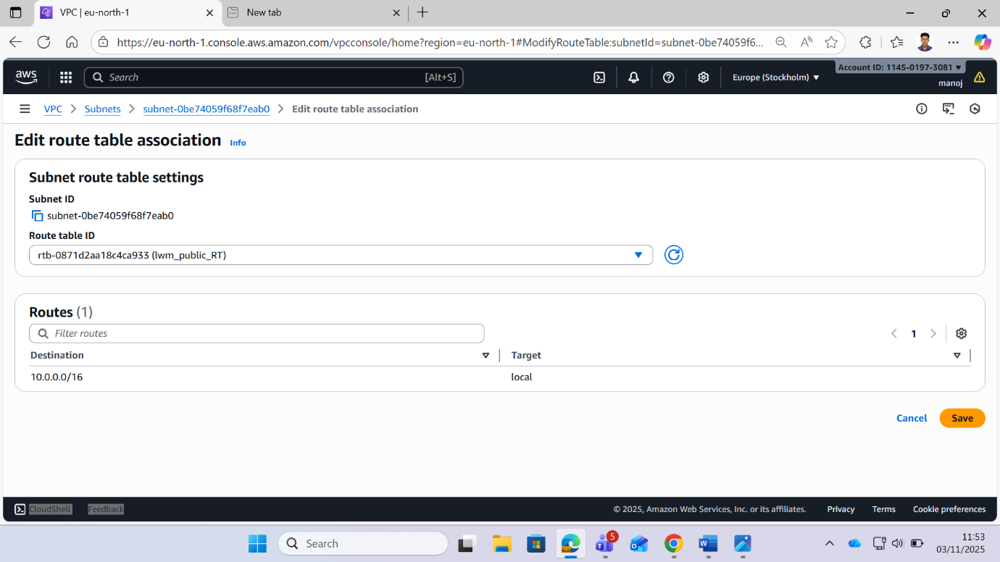 VPC | eu-north-1
New tab
https://eu-north-1.console.aws.amazon.com/vpcconsole/home?region=eu-north-1#ModifyRouteTable:subnetId=subnet-0be74059f6...
aws
Search [Alt+S]
Europe (Stockholm)
Account ID: 1145-0197-3081
manoj
VPC
Subnets
subnet-0be74059f68f7eab0
Edit route table association
Edit route table association Info
Subnet route table settings
Subnet ID
subnet-0be74059f68f7eab0
Route table ID
rtb-0871d2aa18c4ca933 (lwm_public_RT)
Routes (1)
Filter routes
1
Destination Target
10.0.0.0/16 local
Cancel Save
CloudShell Feedback © 2025, Amazon Web Services, Inc. or its affiliates. Privacy Terms Cookie preferences
Search
5
11:53
03/11/2025